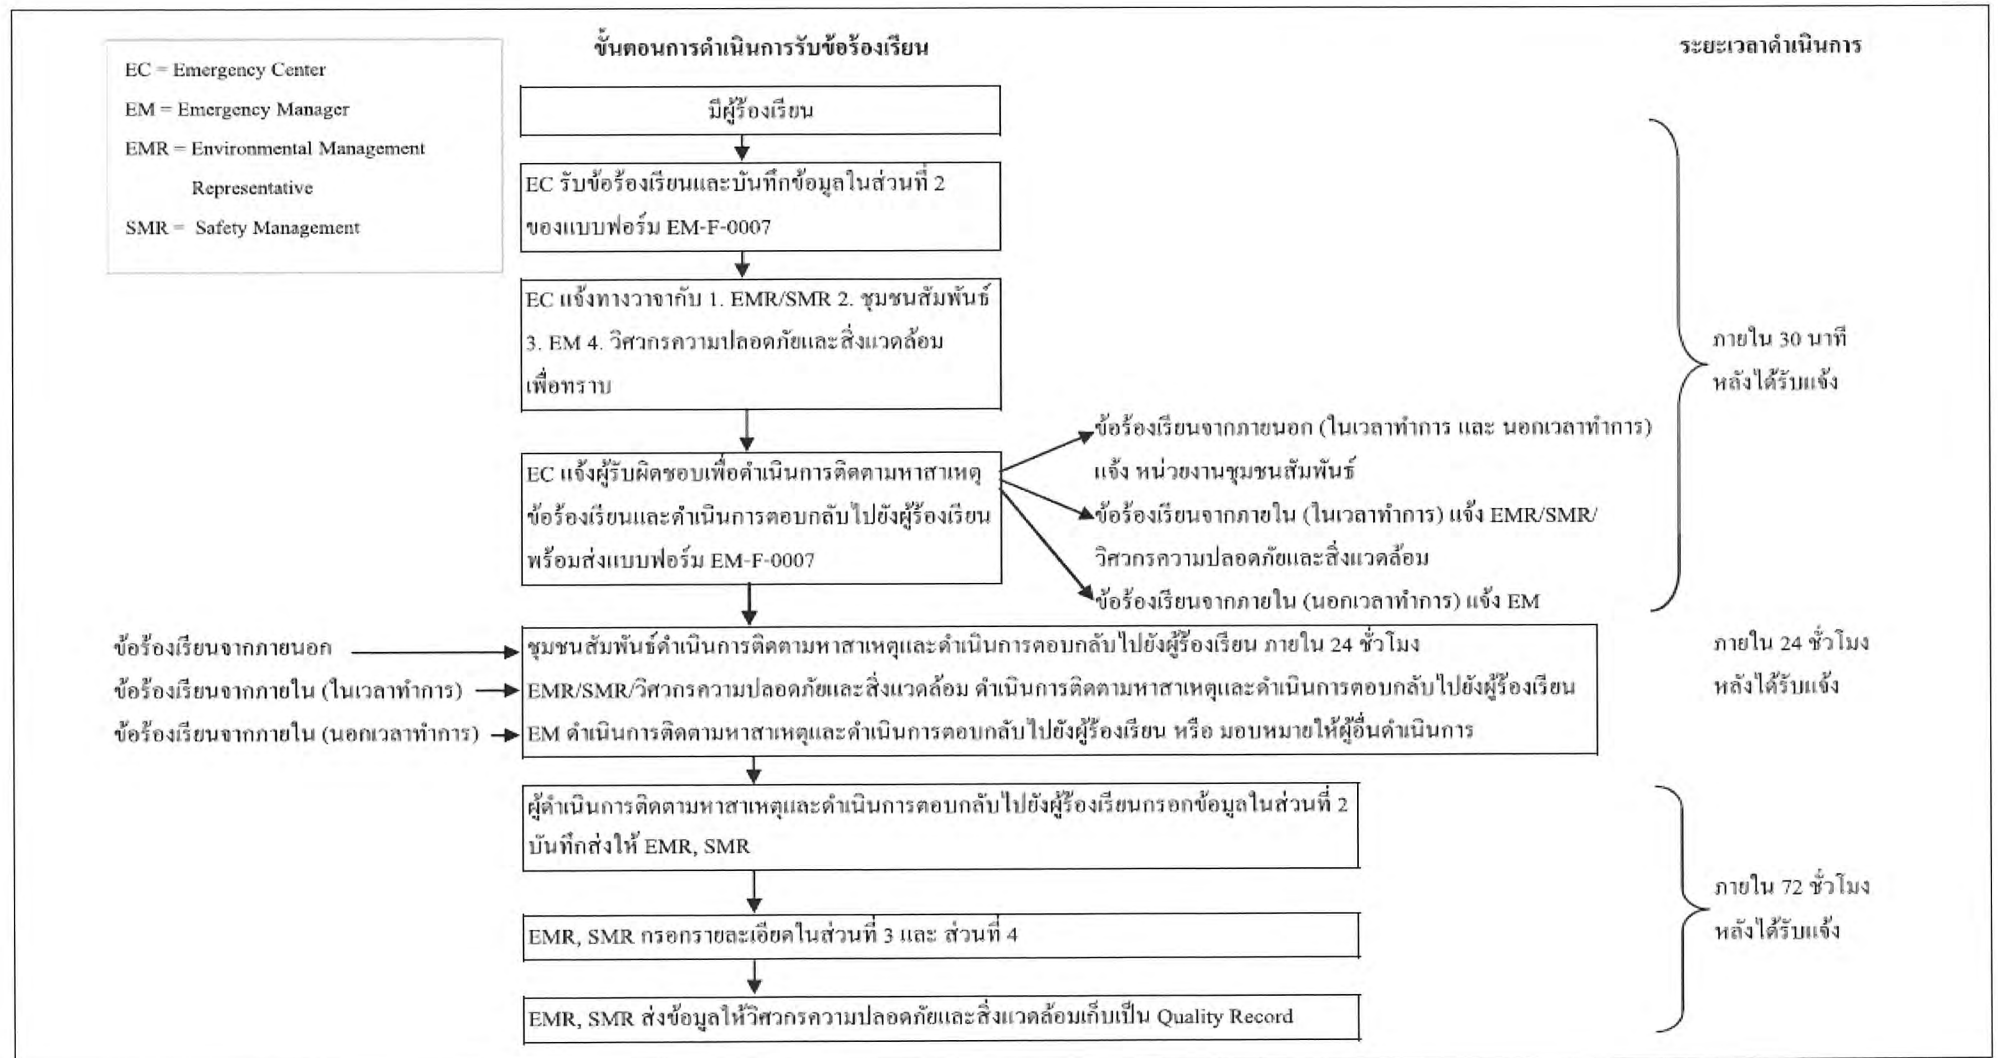 EC = Emergency Center
EM = Emergency Manager
EMR = Environmental Management
Representative
SMR = Safety Management
ขั้นตอนการดำเนินการรับข้อร้องเรียน
ระยะเวลาดำเนินการ
มีผู้ร้องเรียน
EC รับข้อร้องเรียนและบันทึกข้อมูลในส่วนที่ 2
ของแบบฟอร์ม EM-F-0007
EC แจ้งทางวาจากับ 1. EMR/SMR 2. ชุมชนสัมพันธ์
3. EM 4. วิศวกรความปลอดภัยและสิ่งแวดล้อม
เพื่อทราบ
EC แจ้งผู้รับผิดชอบเพื่อดำเนินการติดตามหาสาเหตุ
ข้อร้องเรียนและดำเนินการตอบกลับไปยังผู้ร้องเรียน
พร้อมส่งแบบฟอร์ม EM-F-0007
ข้อร้องเรียนจากภายนอก (ในเวลาทำการ และ นอกเวลาทำการ)
แจ้ง หน่วยงานชุมชนสัมพันธ์
ข้อร้องเรียนจากภายใน (ในเวลาทำการ) แจ้ง EMR/SMR/
วิศวกรความปลอดภัยและสิ่งแวดล้อม
ข้อร้องเรียนจากภายใน (นอกเวลาทำการ) แจ้ง EM
ภายใน 30 นาที
หลังได้รับแจ้ง
ข้อร้องเรียนจากภายนอก
ข้อร้องเรียนจากภายใน (ในเวลาทำการ)
ข้อร้องเรียนจากภายใน (นอกเวลาทำการ)
ชุมชนสัมพันธ์ดำเนินการติดตามหาสาเหตุและดำเนินการตอบกลับไปยังผู้ร้องเรียน ภายใน 24 ชั่วโมง
EMR/SMR/วิศวกรความปลอดภัยและสิ่งแวดล้อม ดำเนินการติดตามหาสาเหตุและดำเนินการตอบกลับไปยังผู้ร้องเรียน
EM ดำเนินการติดตามหาสาเหตุและดำเนินการตอบกลับไปยังผู้ร้องเรียน หรือ มอบหมายให้ผู้อื่นดำเนินการ
ภายใน 24 ชั่วโมง
หลังได้รับแจ้ง
ผู้ดำเนินการติดตามหาสาเหตุและดำเนินการตอบกลับไปยังผู้ร้องเรียนกรอกข้อมูลในส่วนที่ 2
บันทึกส่งให้ EMR, SMR
EMR, SMR กรอกรายละเอียดในส่วนที่ 3 และ ส่วนที่ 4
EMR, SMR ส่งข้อมูลให้วิศวกรความปลอดภัยและสิ่งแวดล้อมเก็บเป็น Quality Record
ภายใน 72 ชั่วโมง
หลังได้รับแจ้ง